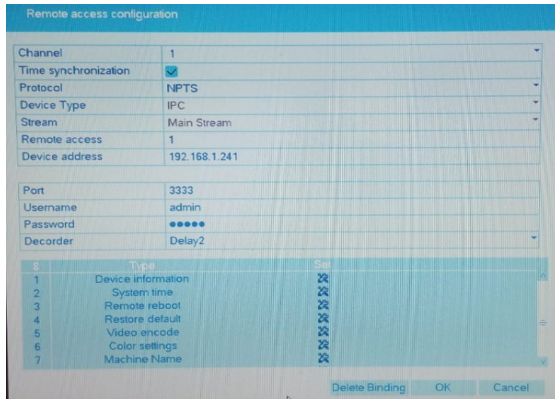 Remote access configuration
Channel 1
Time synchronization
Protocol NPTS
Device Type IPC
Stream Main Stream
Remote access 1
Device address 192.168.1.241
Port 3333
Username admin
Password ●●●●●
Decorder Delay2
S Type Set
1 Device information
2 System time
3 Remote reboot
4 Restore default
5 Video encode
6 Color settings
7 Machine Name
Delete Binding OK Cancel